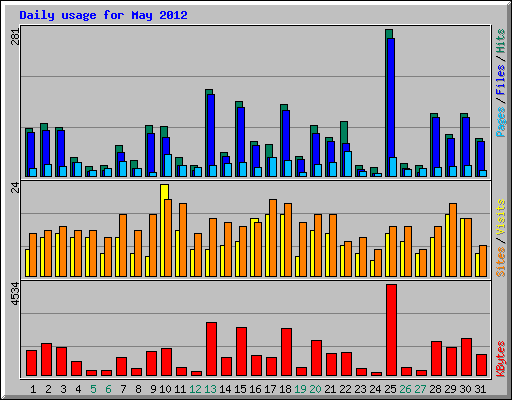 Daily usage for May 2012
281
Pages / Files / Hits
24
Sites / Visits
4534
KBytes
1 2 3 4 5 6 7 8 9 10 11 12 13 14 15 16 17 18 19 20 21 22 23 24 25 26 27 28 29 30 31